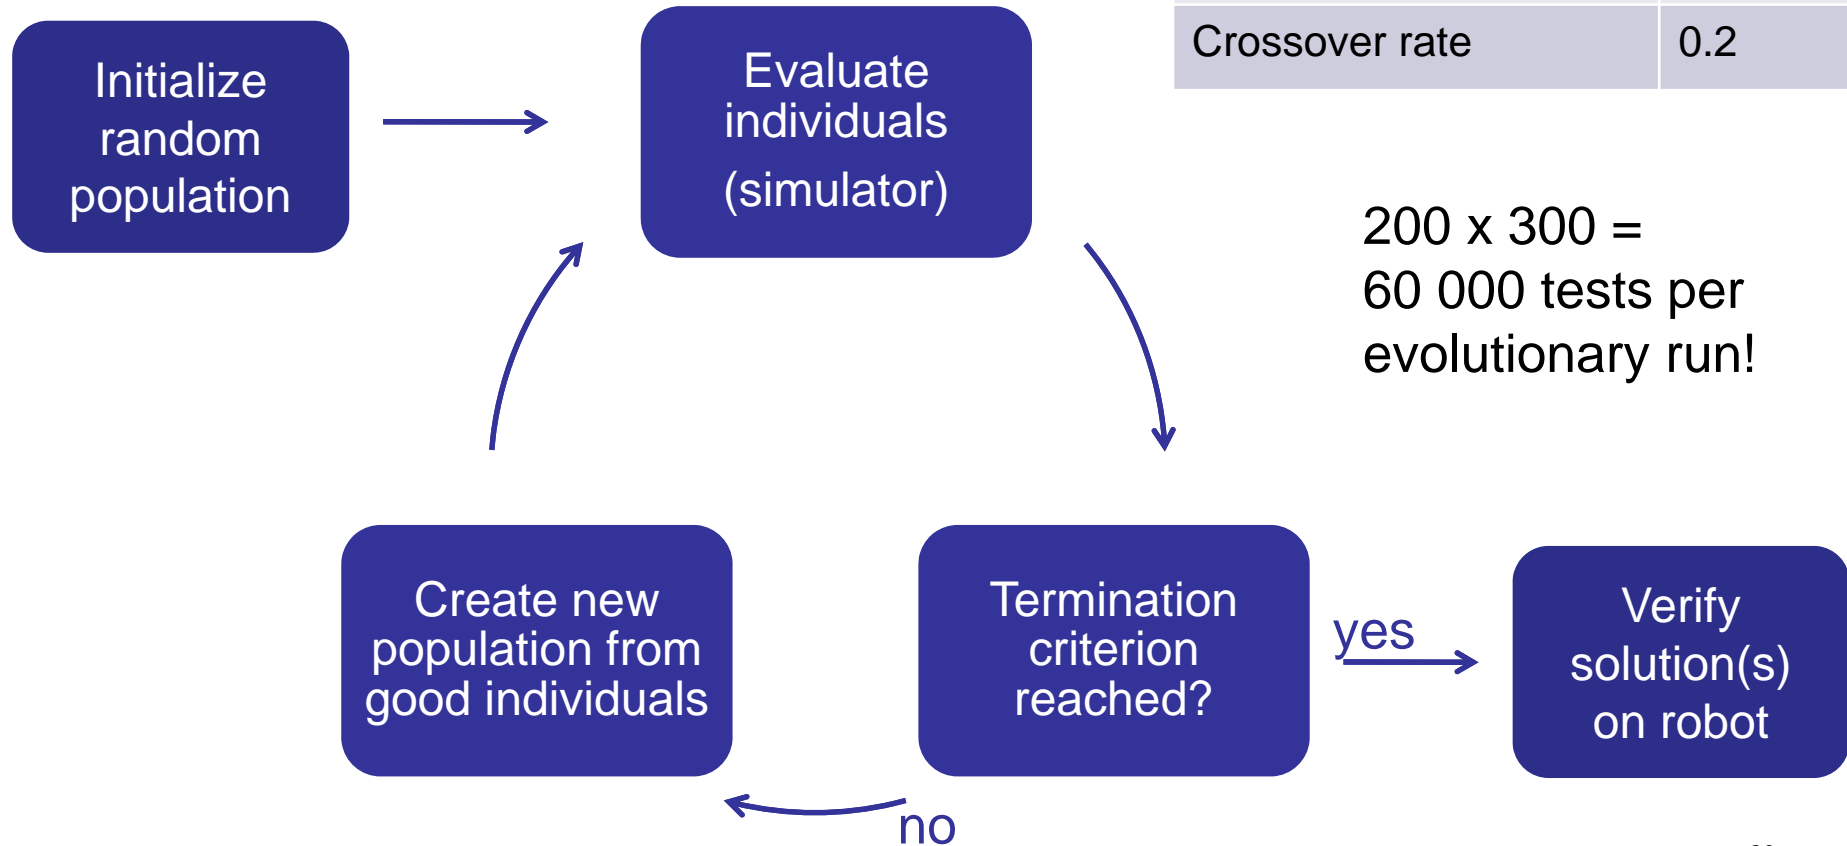 Initialize
random
population
Evaluate
individuals
(simulator)
Crossover rate 0.2
200 x 300 =
60 000 tests per
evolutionary run!
Create new
population from
good individuals
Termination
criterion
reached?
yes
Verify
solution(s)
on robot
no